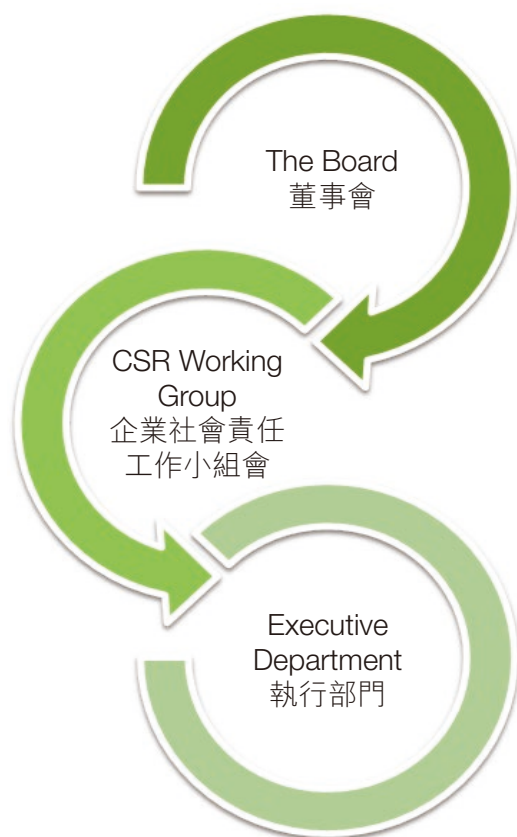 The Board
董事會
CSR Working
Group
企業社會責任
工作小組會
Executive
Department
執行部門